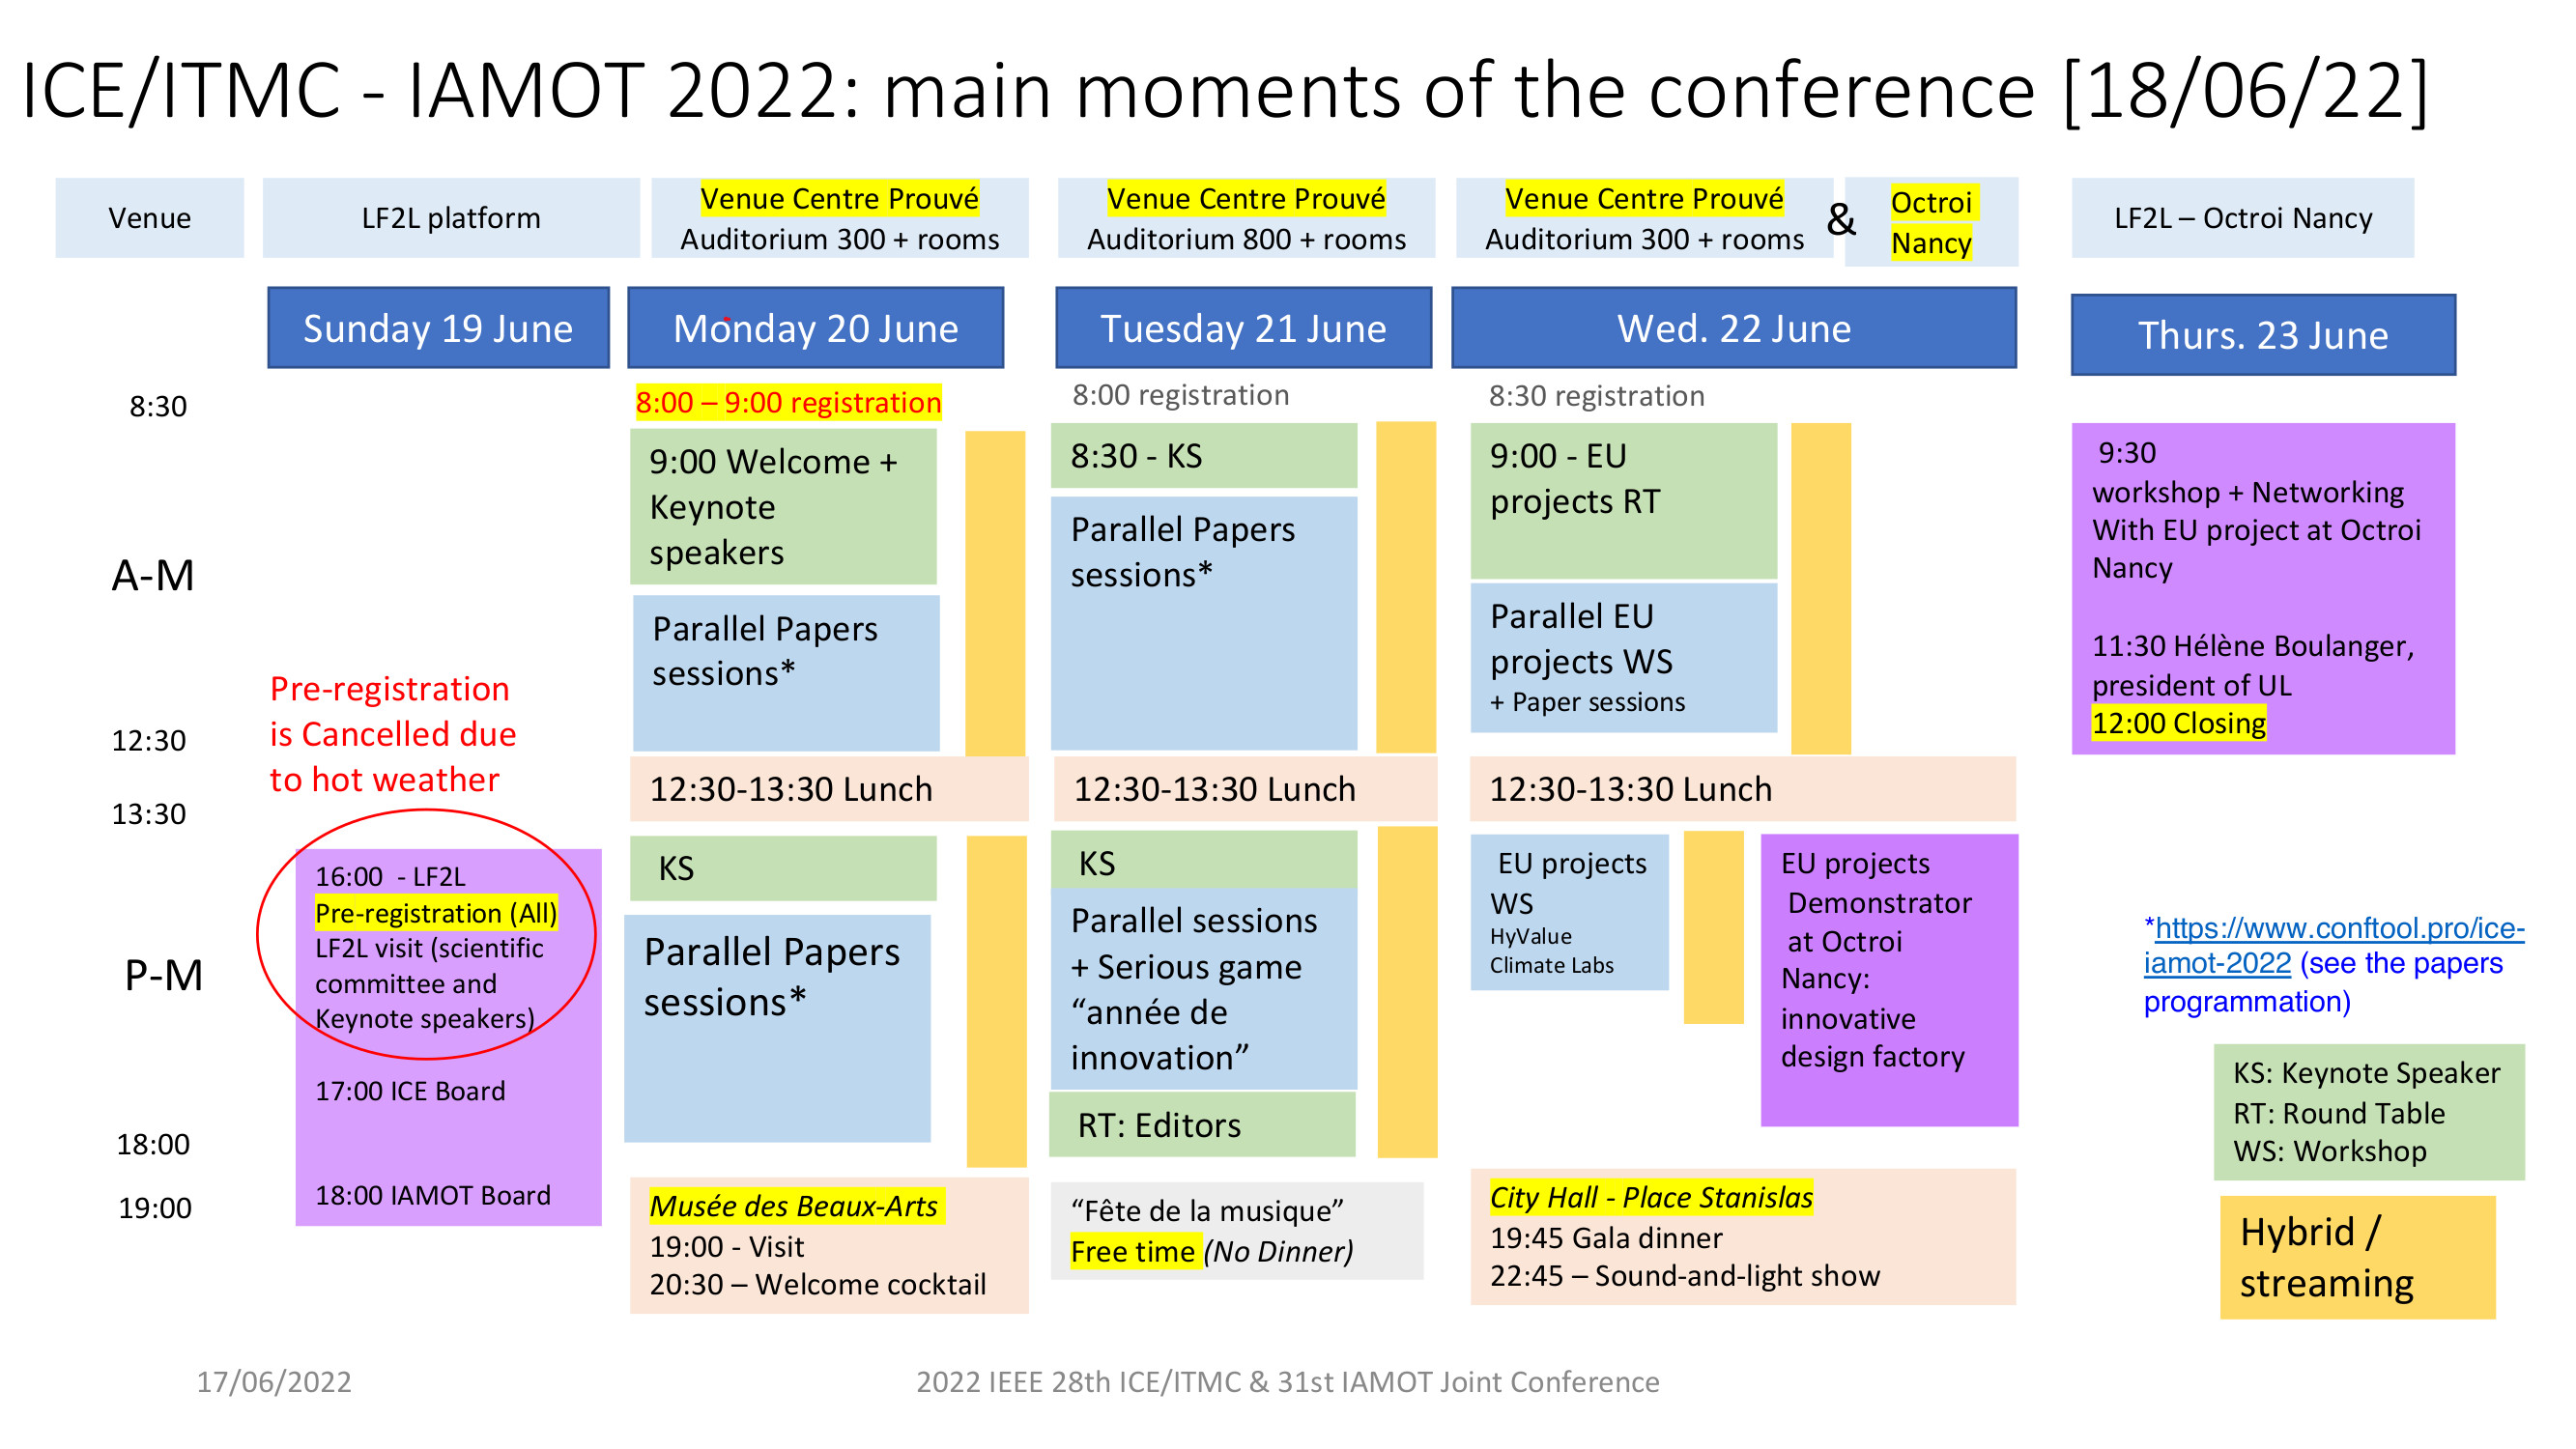 ICE/ITMC - IAMOT 2022: main moments of the conference [18/06/22]
Venue
LF2L platform
Venue Centre Prouvé
Auditorium 300 + rooms
Venue Centre Prouvé
Auditorium 800 + rooms
Venue Centre Prouvé
Auditorium 300 + rooms
&
Octroi
Nancy
LF2L – Octroi Nancy
Sunday 19 June
Monday 20 June
Tuesday 21 June
Wed. 22 June
Thurs. 23 June
8:30
A-M
12:30
13:30
P-M
18:00
19:00
Pre-registration
is Cancelled due
to hot weather
16:00 - LF2L
Pre-registration (All)
LF2L visit (scientific
committee and
Keynote speakers)
17:00 ICE Board
18:00 IAMOT Board
8:00 – 9:00 registration
9:00 Welcome +
Keynote
speakers
Parallel Papers
sessions*
12:30-13:30 Lunch
KS
Parallel Papers
sessions*
Musée des Beaux-Arts
19:00 - Visit
20:30 – Welcome cocktail
8:00 registration
8:30 - KS
Parallel Papers
sessions*
12:30-13:30 Lunch
KS
Parallel sessions
+ Serious game
“année de
innovation”
RT: Editors
“Fête de la musique”
Free time (No Dinner)
8:30 registration
9:00 - EU
projects RT
Parallel EU
projects WS
+ Paper sessions
12:30-13:30 Lunch
EU projects
WS
HyValue
Climate Labs
EU projects
Demonstrator
at Octroi
Nancy:
innovative
design factory
City Hall - Place Stanislas
19:45 Gala dinner
22:45 – Sound-and-light show
9:30
workshop + Networking
With EU project at Octroi
Nancy
11:30 Hélène Boulanger,
president of UL
12:00 Closing
*https://www.conftool.pro/ice-
iamot-2022 (see the papers
programmation)
KS: Keynote Speaker
RT: Round Table
WS: Workshop
Hybrid /
streaming
17/06/2022
2022 IEEE 28th ICE/ITMC & 31st IAMOT Joint Conference